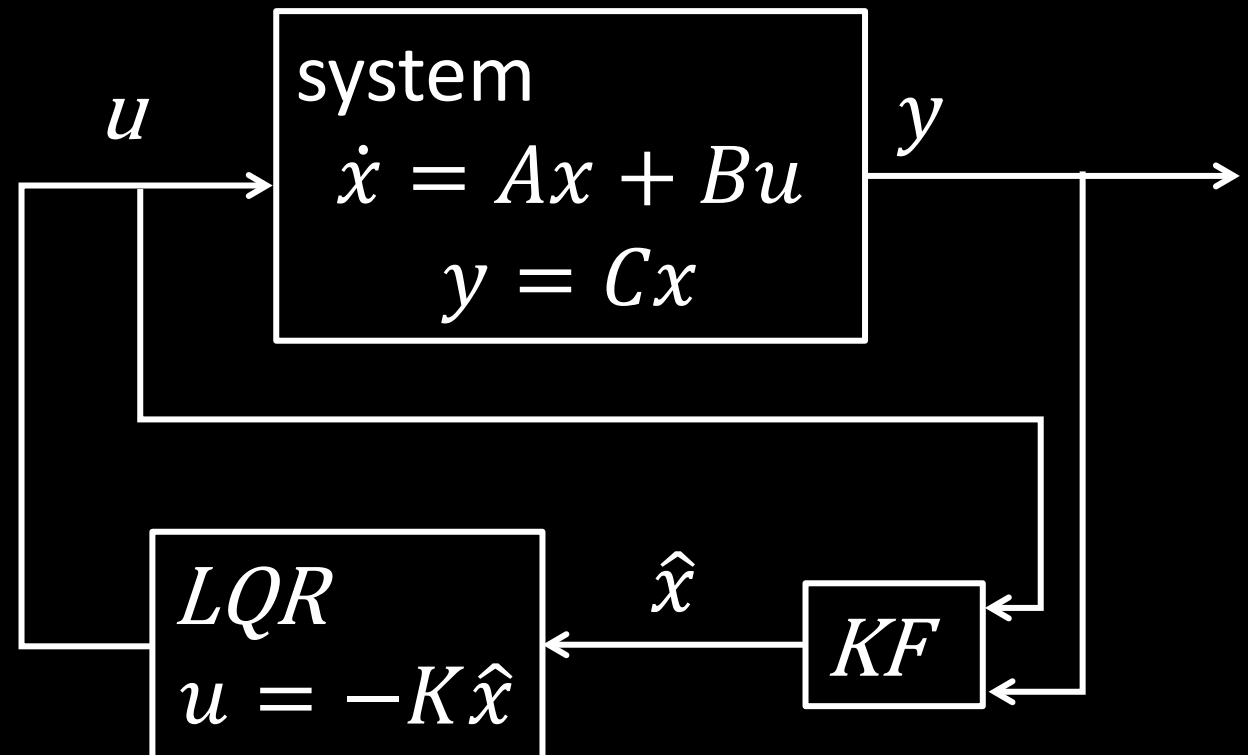 u
system
ẋ = Ax + Bu
y = Cx
y
LQR
u = −Kx̂
x̂
KF